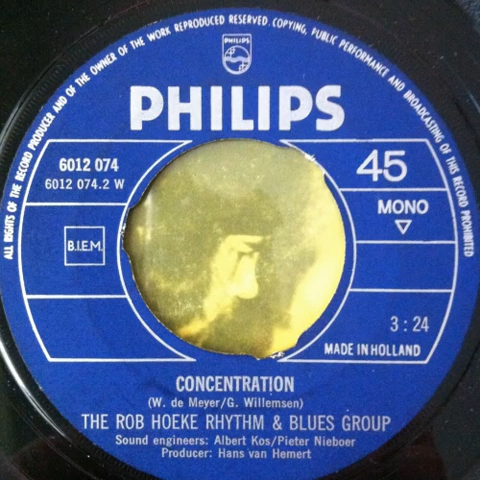 ALL RIGHTS OF THE RECORD PRODUCER AND OF THE OWNER OF THE WORK REPRODUCED RESERVED. COPYING, PUBLIC PERFORMANCE AND BROADCASTING OF THIS RECORD PROHIBITED
PHILIPS
PHILIPS
6012 074
6012 074.2 W
45
MONO
B.I.E.M.
3 : 24
MADE IN HOLLAND
CONCENTRATION
(W. de Meyer/G. Willemsen)
THE ROB HOEKE RHYTHM & BLUES GROUP
Sound engineers: Albert Kos/Pieter Nieboer
Producer: Hans van Hemert